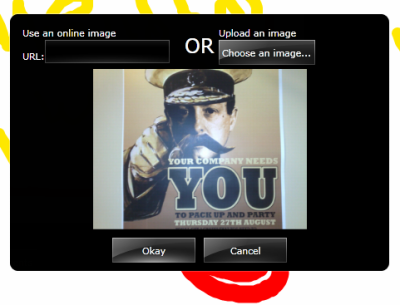 Use an online image
Upload an image
URL:
OR
Choose an image...
YOUR COMPANY NEEDS
YOU
TO PACK UP AND PARTY
THURSDAY 27TH AUGUST
Okay
Cancel